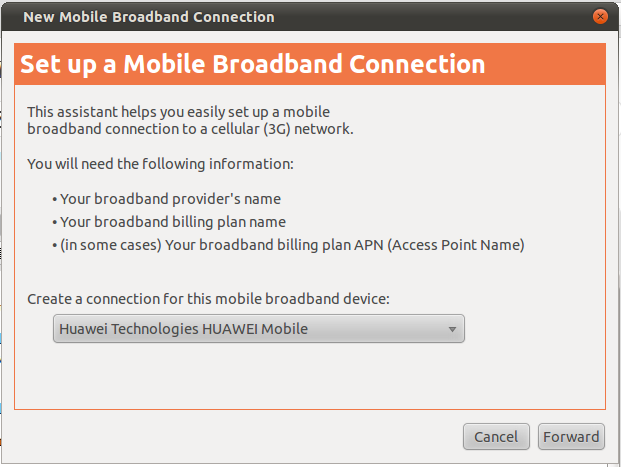 New Mobile Broadband Connection
Set up a Mobile Broadband Connection
This assistant helps you easily set up a mobile
broadband connection to a cellular (3G) network.
You will need the following information:
• Your broadband provider's name
• Your broadband billing plan name
• (in some cases) Your broadband billing plan APN (Access Point Name)
Create a connection for this mobile broadband device:
Huawei Technologies HUAWEI Mobile
Cancel Forward